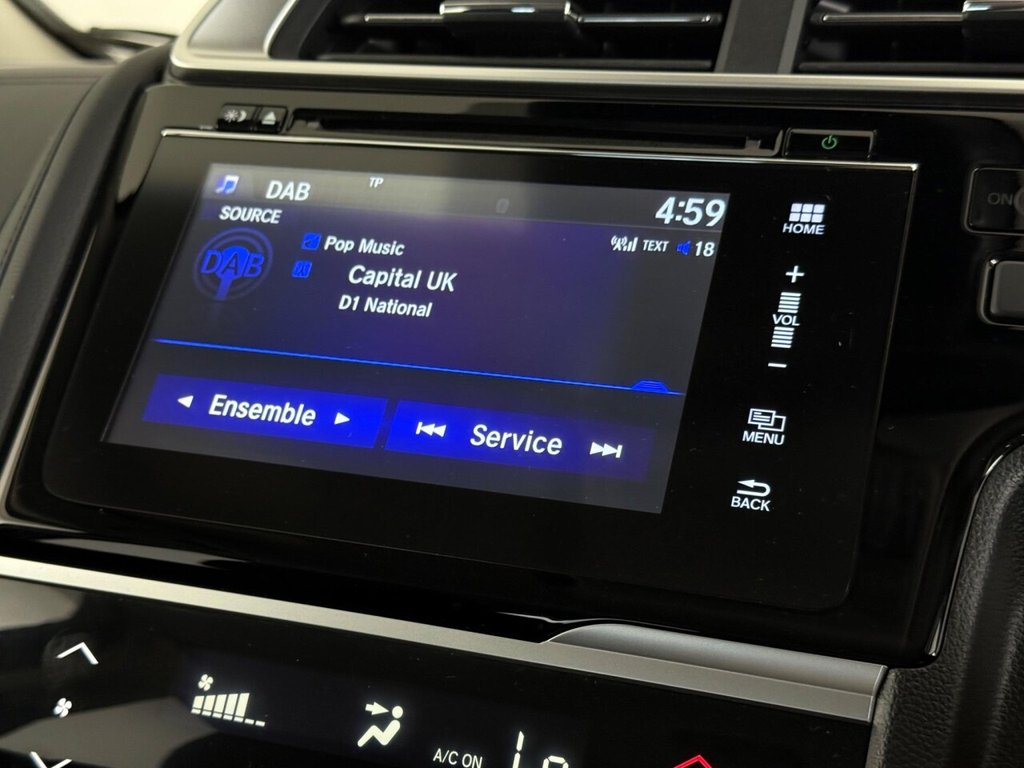 DAB
TP
4:59
SOURCE
DAB
Pop Music
TEXT 18
Capital UK
D1 National
Ensemble
Service
HOME
+
VOL
-
MENU
BACK
ON
A/C ON